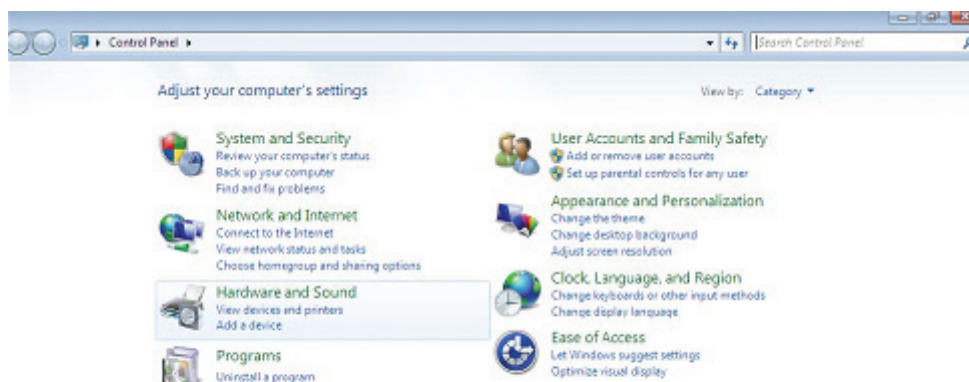 Control Panel
Search Control Panel
Adjust your computer's settings
View by: Category
System and Security
Review your computer's status
Back up your computer
Find and fix problems
Network and Internet
Connect to the Internet
View network status and tasks
Choose homegroup and sharing options
Hardware and Sound
View devices and printers
Add a device
Programs
Uninstall a program
User Accounts and Family Safety
Add or remove user accounts
Set up parental controls for any user
Appearance and Personalization
Change the theme
Change desktop background
Adjust screen resolution
Clock, Language, and Region
Change keyboards or other input methods
Change display language
Ease of Access
Let Windows suggest settings
Optimize visual display